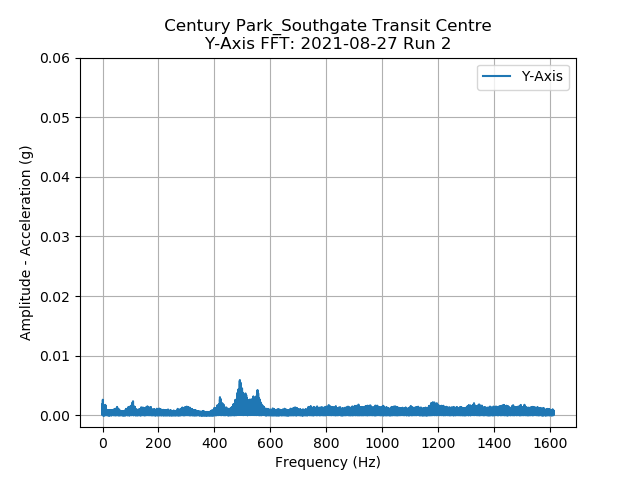 Century Park_Southgate Transit Centre
Y-Axis FFT: 2021-08-27 Run 2
Y-Axis
0.06
0.05
0.04
0.03
0.02
0.01
0.00
Amplitude - Acceleration (g)
0 200 400 600 800 1000 1200 1400 1600
Frequency (Hz)